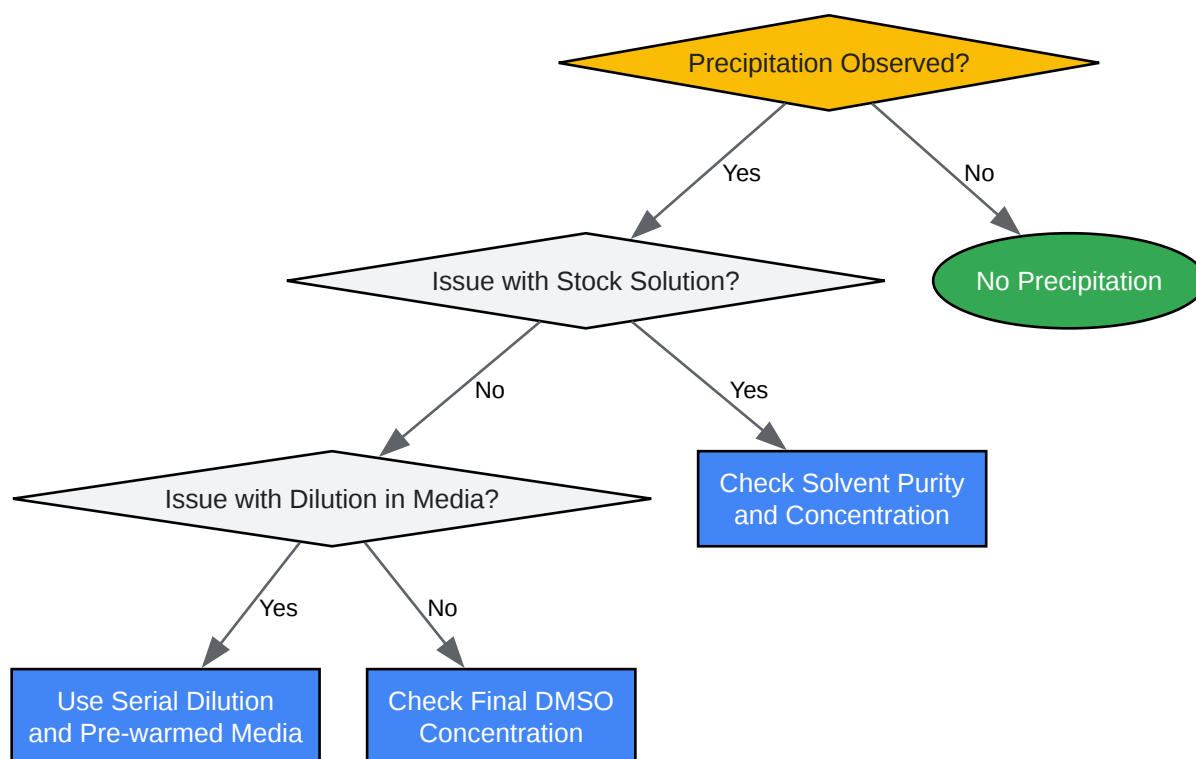 Precipitation Observed?
Yes
No
Issue with Stock Solution?
No Precipitation
No
Yes
Issue with Dilution in Media?
Check Solvent Purity
and Concentration
Yes
No
Use Serial Dilution
and Pre-warmed Media
Check Final DMSO
Concentration